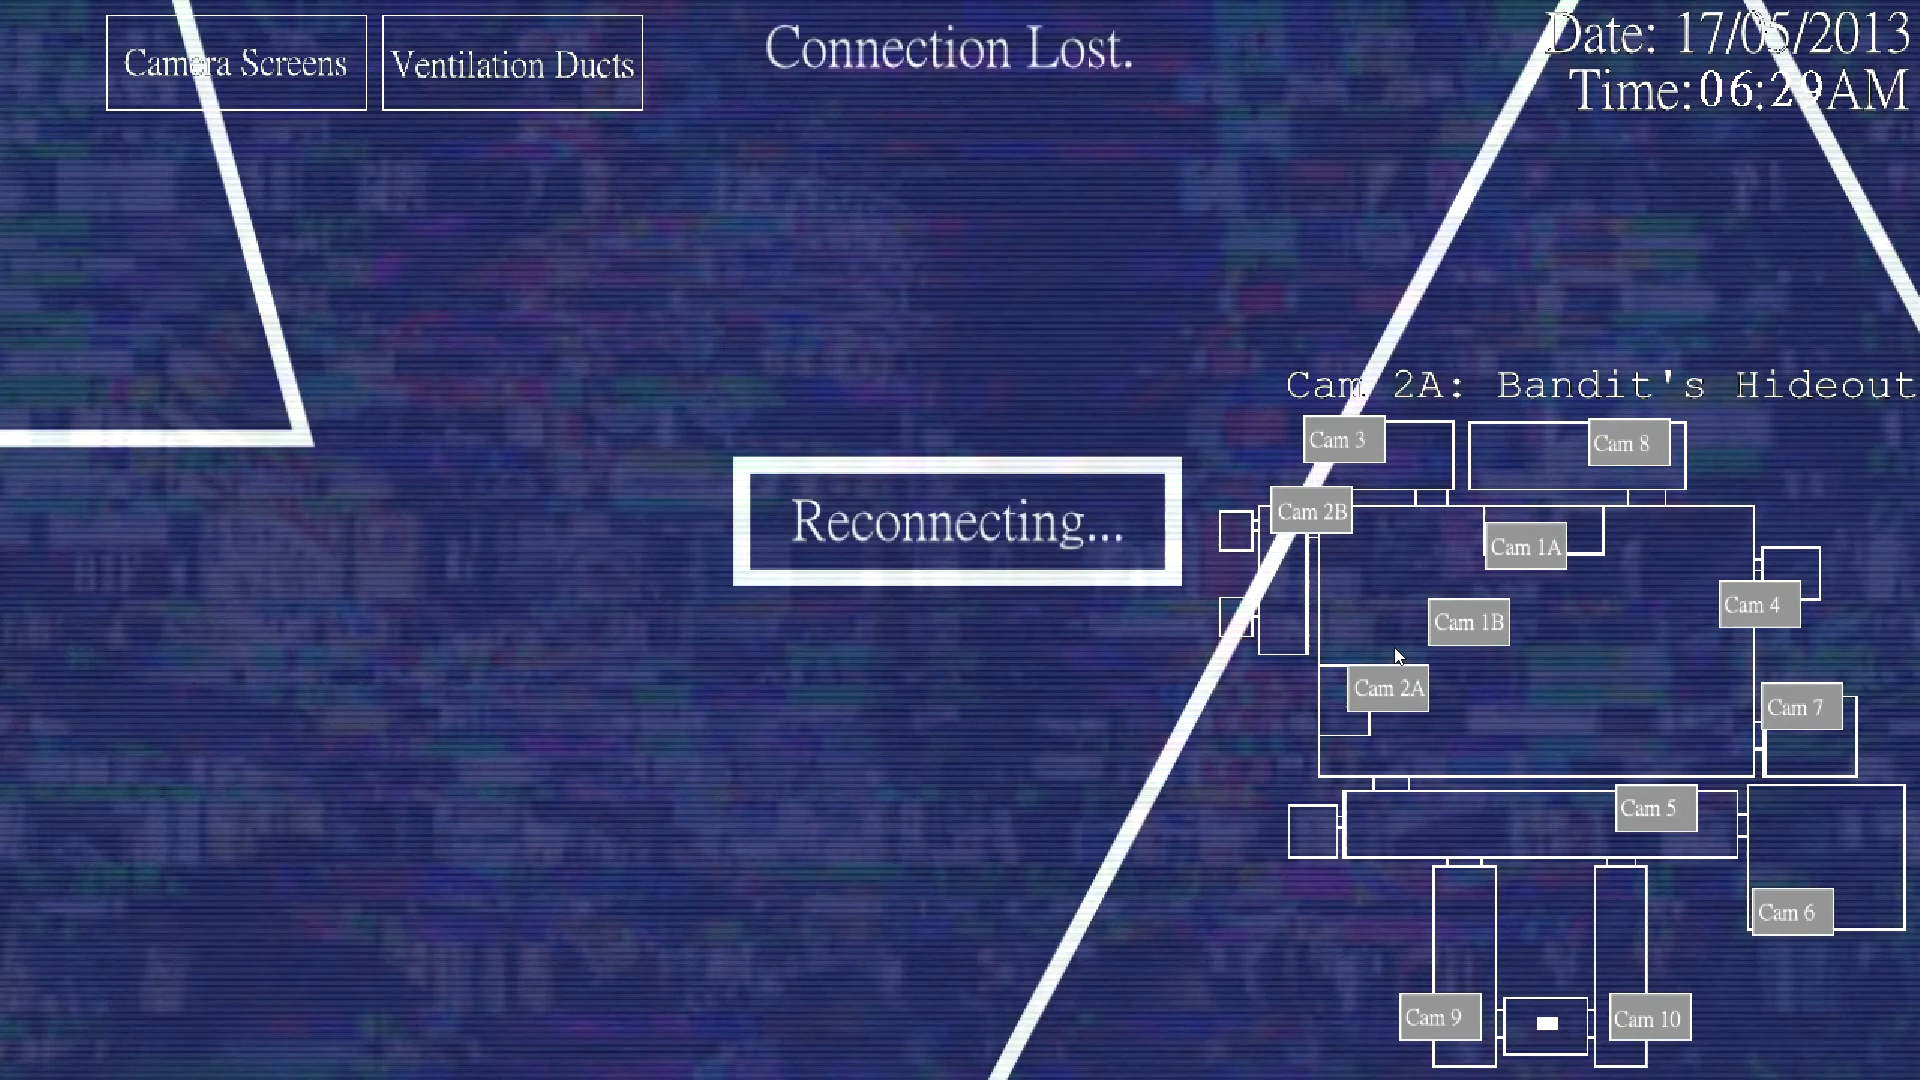 Camera Screens
Ventilation Ducts
Connection Lost.
Date: 17/05/2013
Time:06:29AM
Cam 2A: Bandit's Hideout
Cam 3
Cam 8
Cam 2B
Cam 1A
Reconnecting...
Cam 4
Cam 1B
Cam 2A
Cam 7
Cam 5
Cam 6
Cam 9
Cam 10